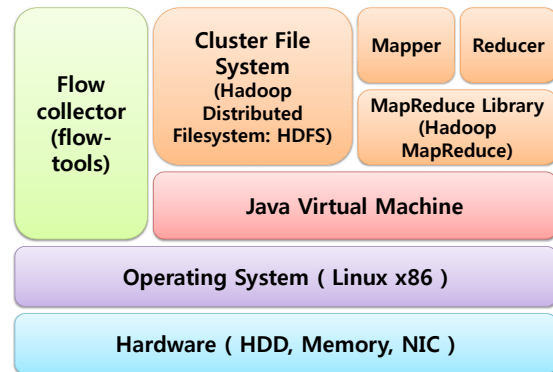 Flow
collector
(flow-
tools)
Cluster File
System
(Hadoop
Distributed
Filesystem: HDFS)
Mapper
Reducer
MapReduce Library
(Hadoop
MapReduce)
Java Virtual Machine
Operating System ( Linux x86 )
Hardware ( HDD, Memory, NIC )